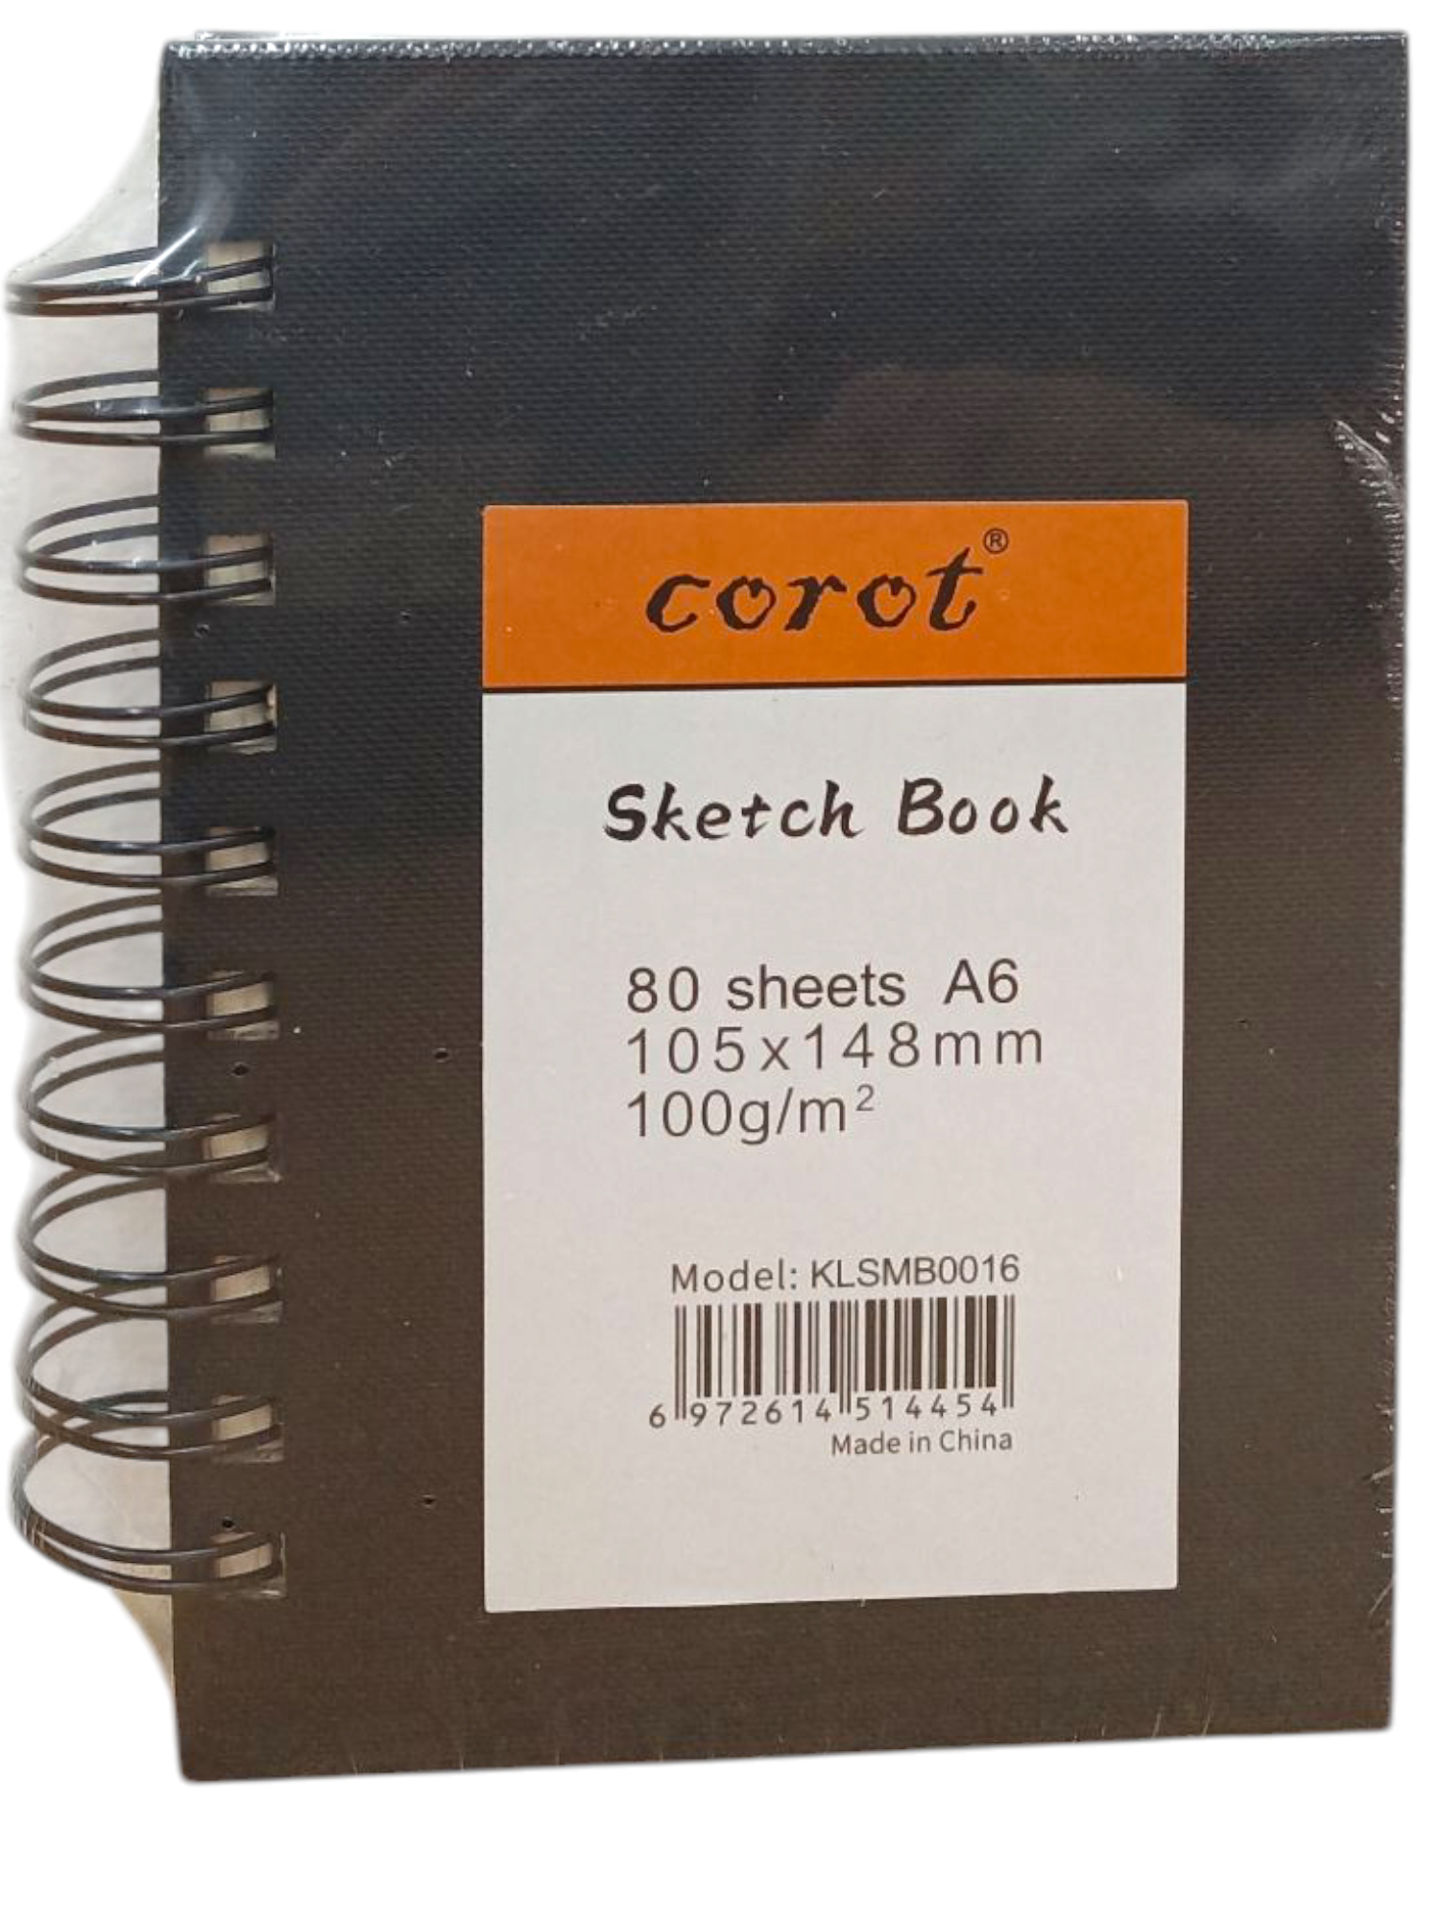 corot®
Sketch Book
80 sheets A6
105x148mm
100g/m²
Model: KLSMB0016
6 972614 514454
Made in China